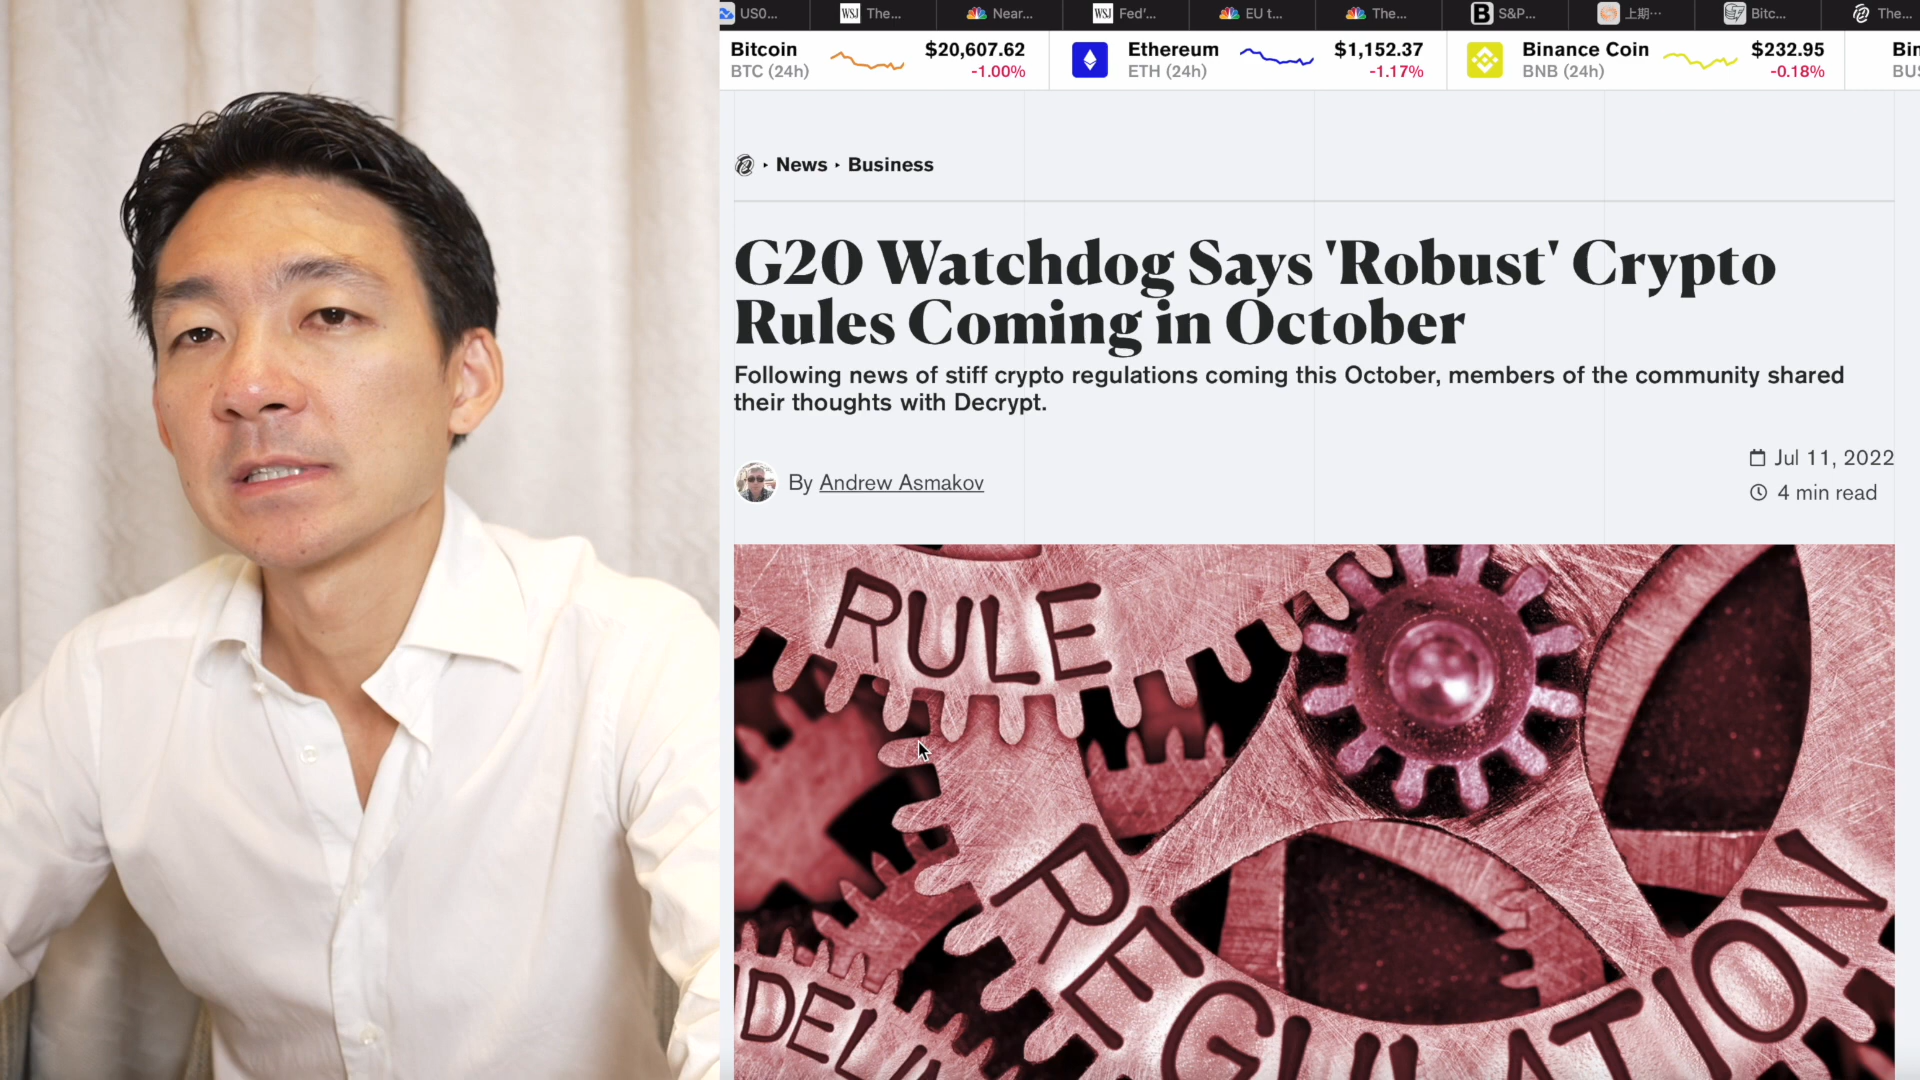 US0...
The...
Near...
Fed'...
EU t...
The...
S&P...
上期...
Bitc...
The...
Bitcoin $20,607.62
BTC (24h) -1.00%
Ethereum $1,152.37
ETH (24h) -1.17%
Binance Coin $232.95
BNB (24h) -0.18%
Bin
BUS
News ‣ Business
G20 Watchdog Says 'Robust' Crypto
Rules Coming in October
Following news of stiff crypto regulations coming this October, members of the community shared
their thoughts with Decrypt.
Jul 11, 2022
By Andrew Asmakov
4 min read
RULE
REGULATION